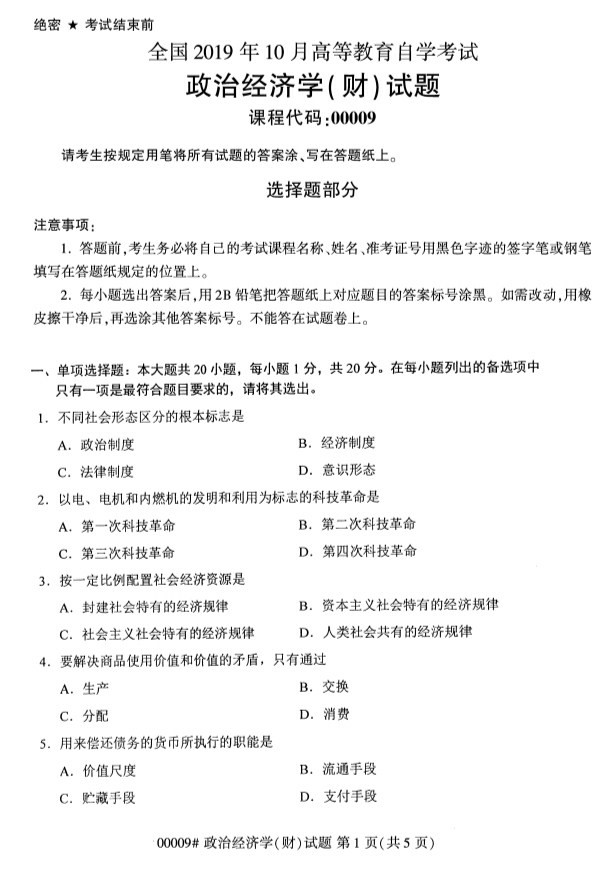 绝密 ★ 考试结束前
全国 2019 年 10 月高等教育自学考试
政治经济学(财)试题
课程代码:00009
请考生按规定用笔将所有试题的答案涂、写在答题纸上。
选择题部分
注意事项:
1. 答题前,考生务必将自己的考试课程名称、姓名、准考证号用黑色字迹的签字笔或钢笔
填写在答题纸规定的位置上。
2. 每小题选出答案后,用 2B 铅笔把答题纸上对应题目的答案标号涂黑。如需改动,用橡
皮擦干净后,再选涂其他答案标号。不能答在试题卷上。
一、单项选择题：本大题共 20 小题，每小题 1 分，共 20 分。在每小题列出的备选项中
只有一项是最符合题目要求的，请将其选出。
1. 不同社会形态区分的根本标志是
A. 政治制度 B. 经济制度
C. 法律制度 D. 意识形态
2. 以电、电机和内燃机的发明和利用为标志的科技革命是
A. 第一次科技革命 B. 第二次科技革命
C. 第三次科技革命 D. 第四次科技革命
3. 按一定比例配置社会经济资源是
A. 封建社会特有的经济规律 B. 资本主义社会特有的经济规律
C. 社会主义社会特有的经济规律 D. 人类社会共有的经济规律
4. 要解决商品使用价值和价值的矛盾，只有通过
A. 生产 B. 交换
C. 分配 D. 消费
5. 用来偿还债务的货币所执行的职能是
A. 价值尺度 B. 流通手段
C. 贮藏手段 D. 支付手段
00009# 政治经济学(财)试题 第 1 页(共 5 页)